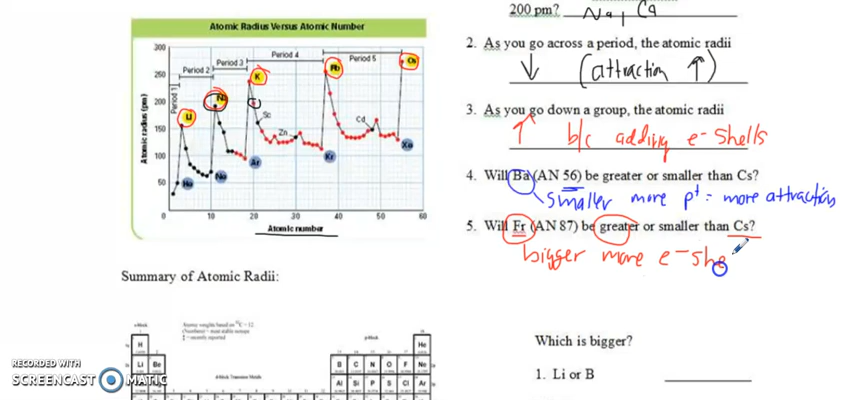 200 pm? Na, Ca
Atomic Radius Versus Atomic Number
300
250
200
150
100
50
0
10
20
30
40
50
60
Atomic radius (pm)
Atomic number
Period 1
Period 2
Period 3
Period 4
Period 5
Li
Na
K
Rb
Cs
Sc
Zn
Cd
He
Ne
Ar
Kr
Xe
2. As you go across a period, the atomic radii
↓ (attraction ↑)
3. As you go down a group, the atomic radii
↑ b/c adding e- shells
4. Will Ba (AN 56) be greater or smaller than Cs?
smaller more p+ = more attraction
5. Will Fr (AN 87) be greater or smaller than Cs?
bigger more e- she
Summary of Atomic Radii:
s-Block
p-Block
d-Block Transition Metals
H
He
Li Be
B C N O F Ne
Al Si P S Cl Ar
Which is bigger?
1. Li or B
RECORDED WITH
SCREENCAST MATIC